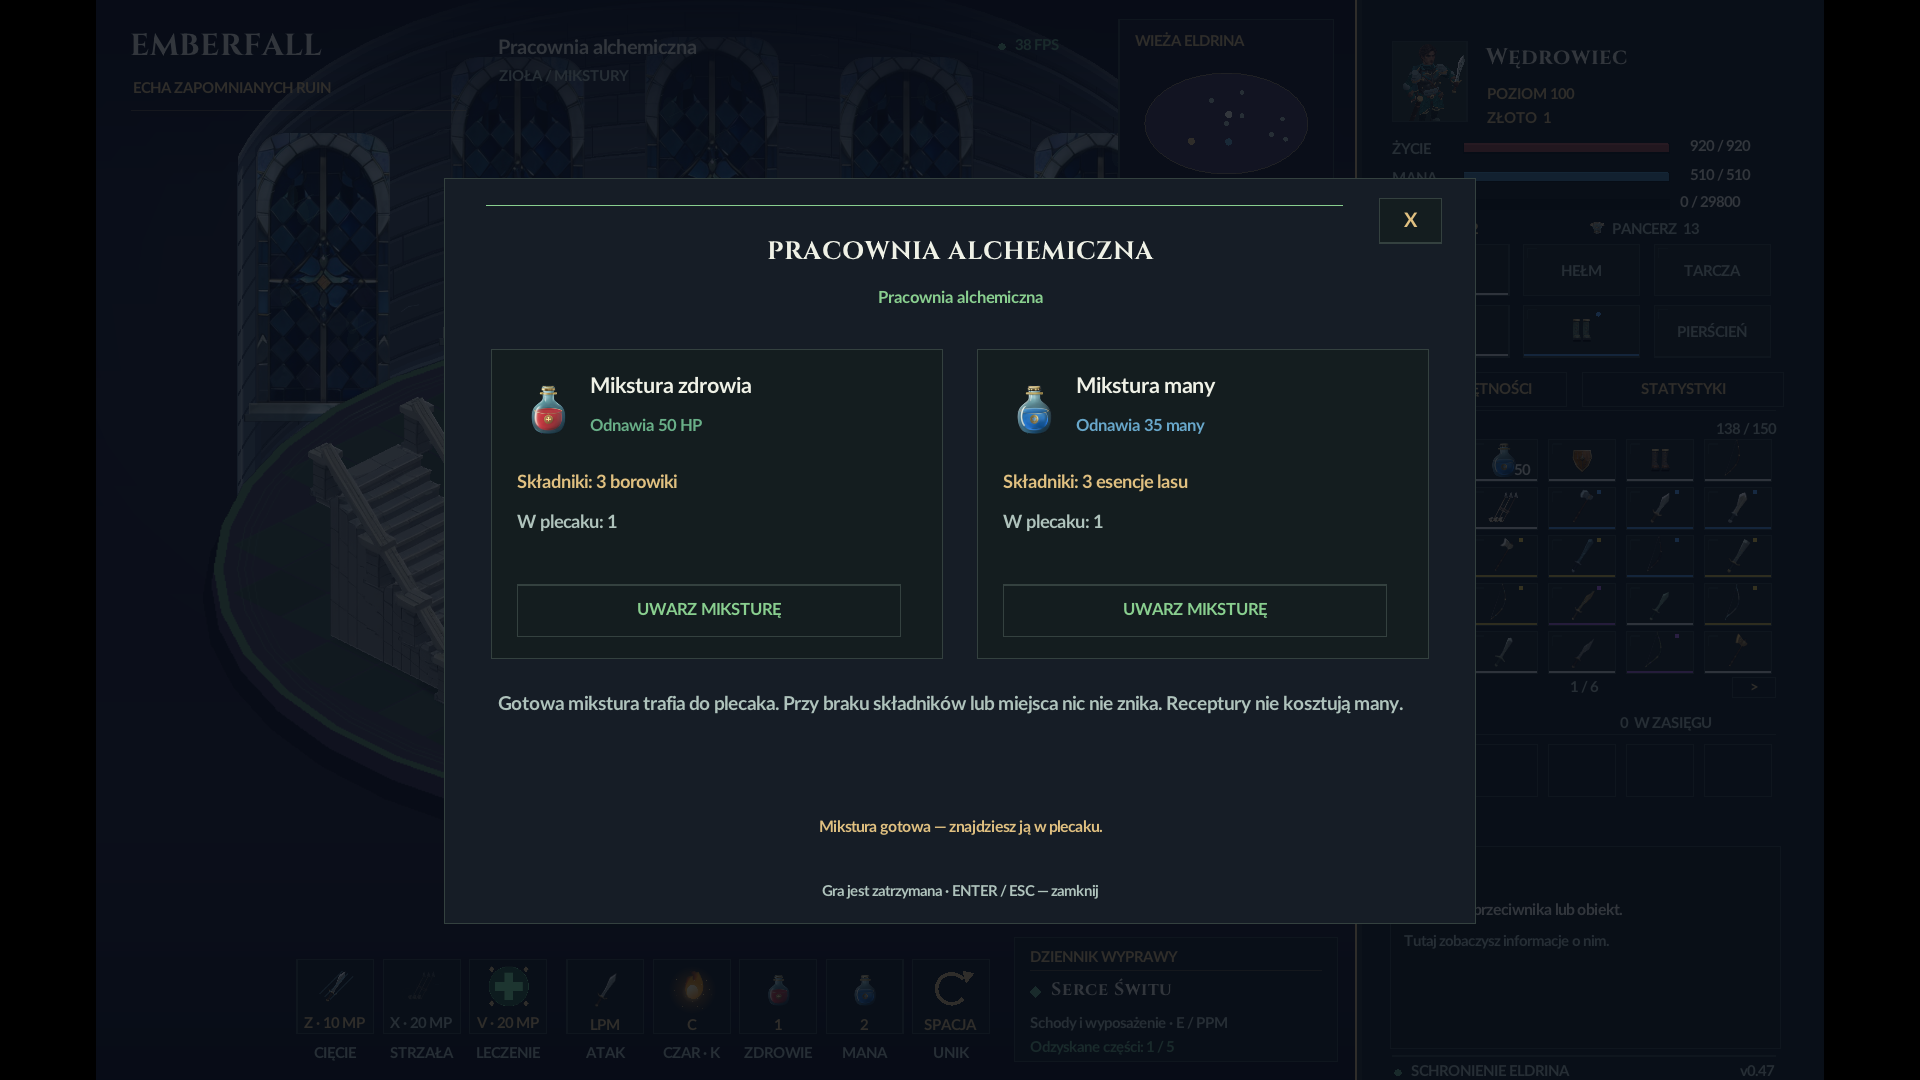 EMBERFALL
ECHA ZAPOMNIANYCH RUIN
Pracownia alchemiczna
ZIOŁA / MIKSTURY
38 FPS
WIEŻA ELDRINA
WĘDROWIEC
POZIOM 100
ZŁOTO 1
ŻYCIE
920 / 920
MANA
510 / 510
0 / 29800
PANCERZ 13
HEŁM
TARCZA
PIERŚCIEŃ
STATYSTYKI
138 / 150
50
1 / 6
>
0 W ZASIĘGU
X
PRACOWNIA ALCHEMICZNA
Pracownia alchemiczna
Mikstura zdrowia
Odnawia 50 HP
Składniki: 3 borowiki
W plecaku: 1
UWARZ MIKSTURĘ
Mikstura many
Odnawia 35 many
Składniki: 3 esencje lasu
W plecaku: 1
UWARZ MIKSTURĘ
Gotowa mikstura trafia do plecaka. Przy braku składników lub miejsca nic nie znika. Receptury nie kosztują many.
Mikstura gotowa — znajdziesz ją w plecaku.
Gra jest zatrzymana · ENTER / ESC — zamknij
lub obiekt.
Tutaj zobaczysz informacje o nim.
Z · 10 MP
X · 20 MP
V · 20 MP
LPM
C
1
2
SPACJA
CIĘCIE
STRZAŁA
LECZENIE
ATAK
CZAR · K
ZDROWIE
MANA
UNIK
DZIENNIK WYPRAWY
SERCE ŚWITU
Schody i wyposażenie · E / PPM
Odzyskane części: 1 / 5
SCHRONIENIE ELDRINA
v0.47